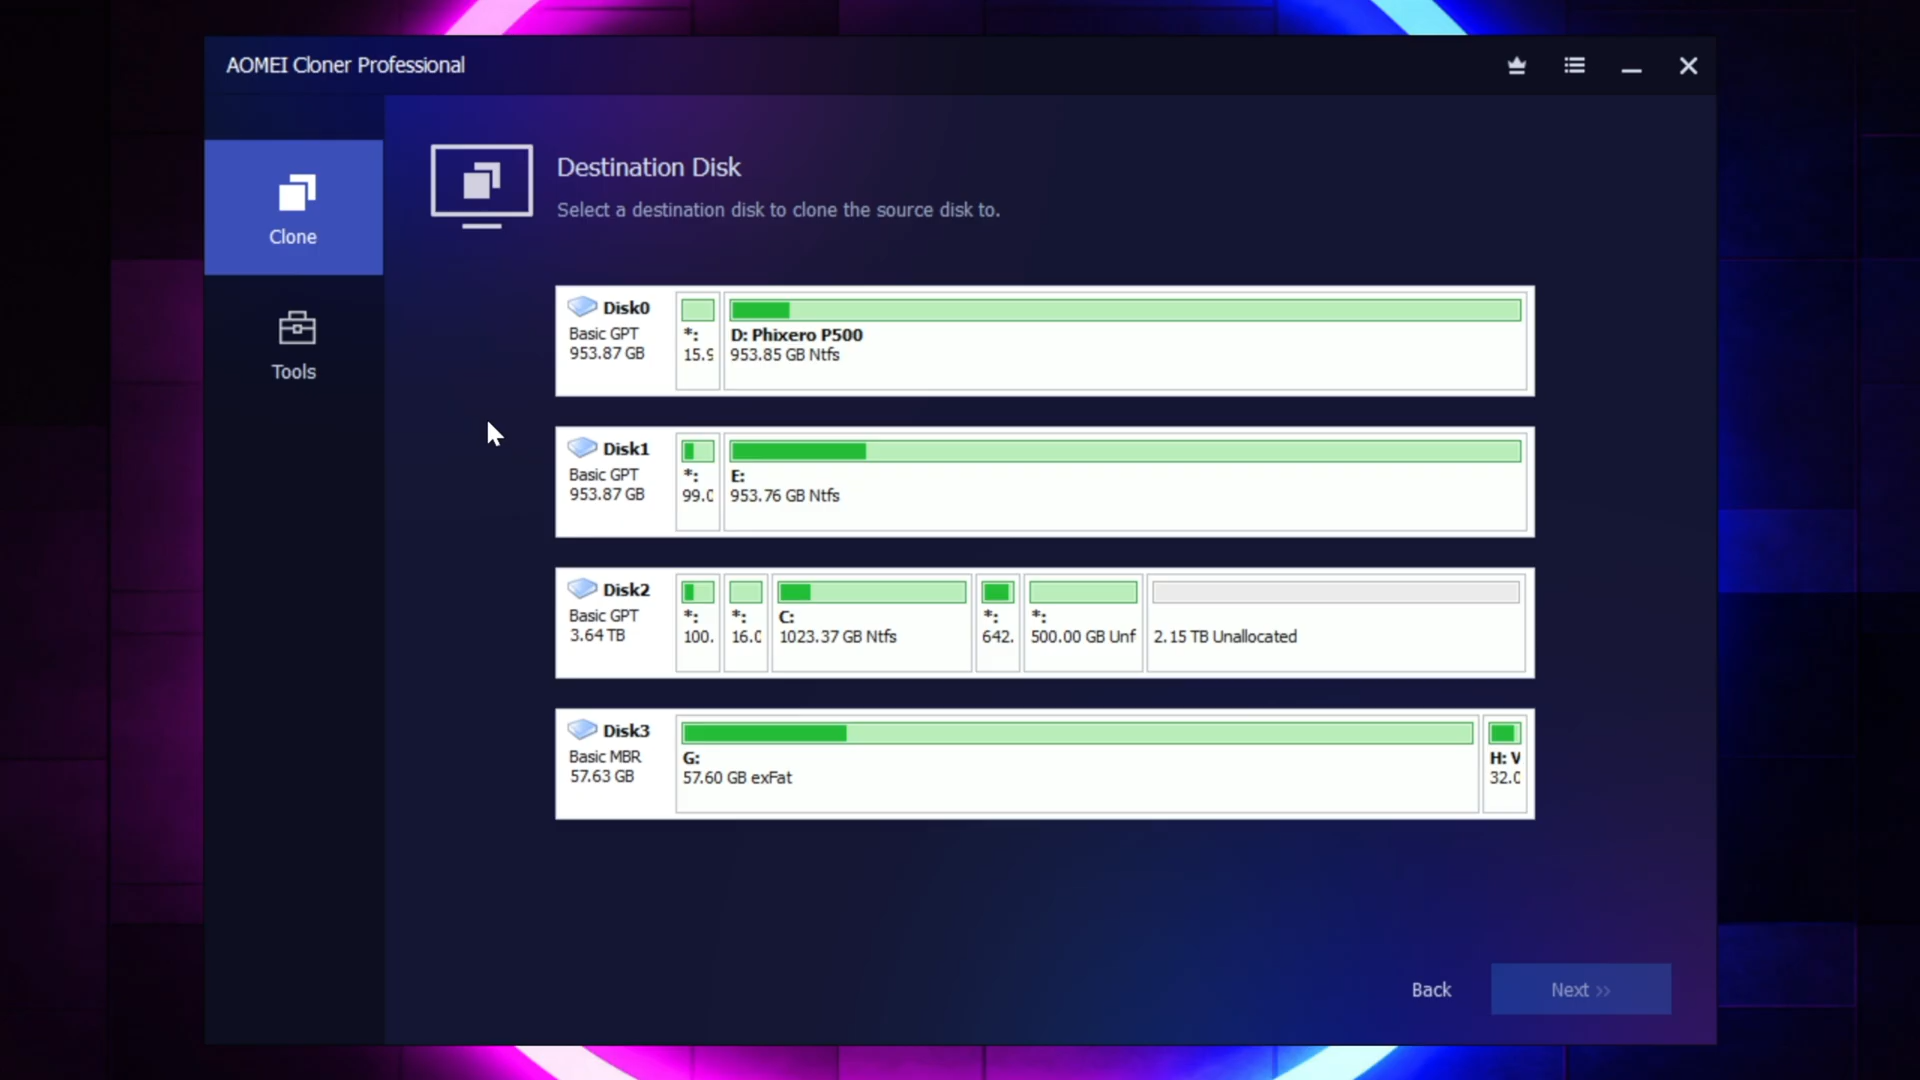 AOMEI Cloner Professional
Clone
Tools
Destination Disk
Select a destination disk to clone the source disk to.
Disk0
Basic GPT
953.87 GB
*:
15.9
D: Phixero P500
953.85 GB Ntfs
Disk1
Basic GPT
953.87 GB
*:
99.0
E:
953.76 GB Ntfs
Disk2
Basic GPT
3.64 TB
*:
100.
*:
16.0
C:
1023.37 GB Ntfs
*:
642.
*:
500.00 GB Unf
2.15 TB Unallocated
Disk3
Basic MBR
57.63 GB
G:
57.60 GB exFat
H: V
32.0
Back
Next >>